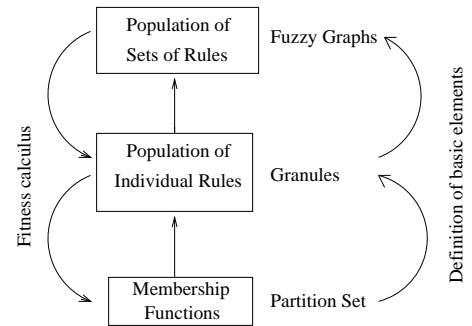 Population of
Sets of Rules
Fuzzy Graphs
Population of
Individual Rules
Granules
Membership
Functions
Partition Set
Fitness calculus
Definition of basic elements